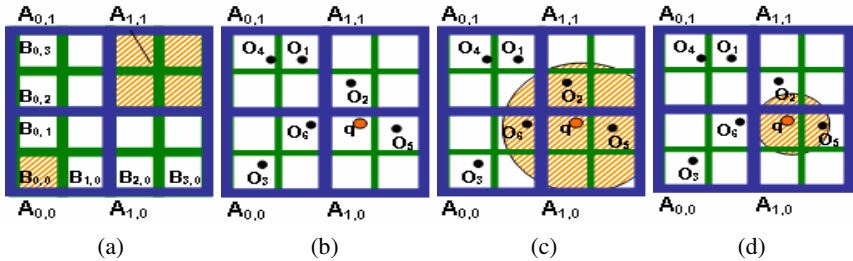 A0,1 A1,1 A0,1 A1,1 A0,1 A1,1 A0,1 A1,1
B0,3 O4 O1 O4 O1 O4 O1
B0,2 O2 O2 O2
B0,1 O6 q O5 O6 q O5 O6 q O5
B0,0 B1,0 B2,0 B3,0 O3 O3 O3
A0,0 A1,0 A0,0 A1,0 A0,0 A1,0 A0,0 A1,0
(a) (b) (c) (d)